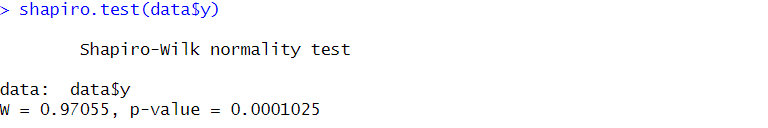 > shapiro.test(data$y)
Shapiro-Wilk normality test
data:  data$y
W = 0.97055, p-value = 0.0001025